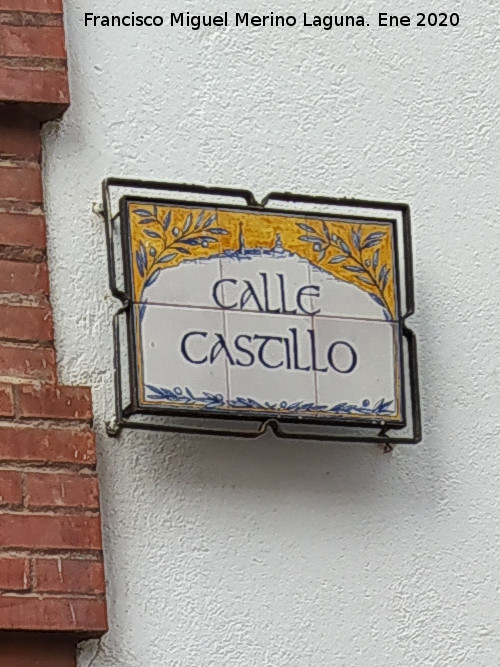 Francisco Miguel Merino Laguna. Ene 2020
CALLE
CASTILLO